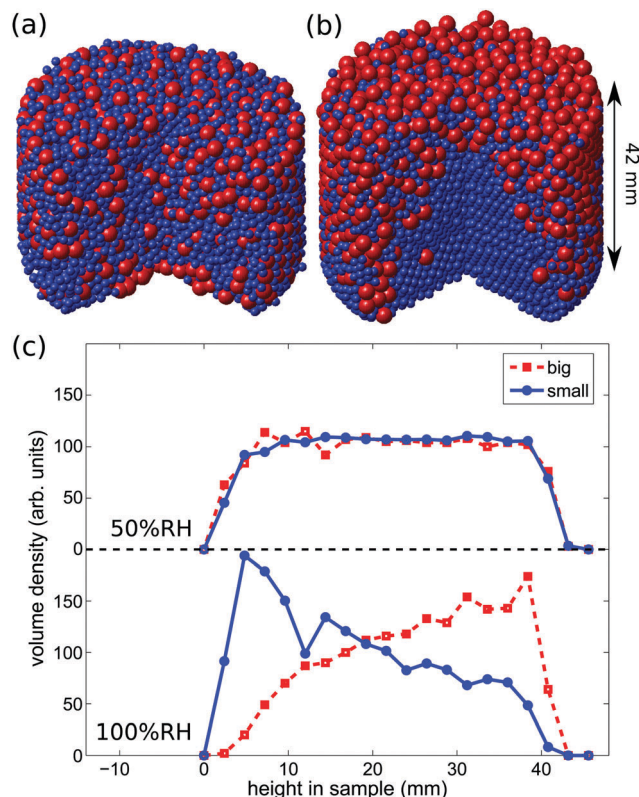 (a)
(b)
42 mm
(c)
big
small
150
100
50
0
50%RH
volume density (arb. units)
150
100
50
0
100%RH
-10
0
10
20
30
40
height in sample (mm)